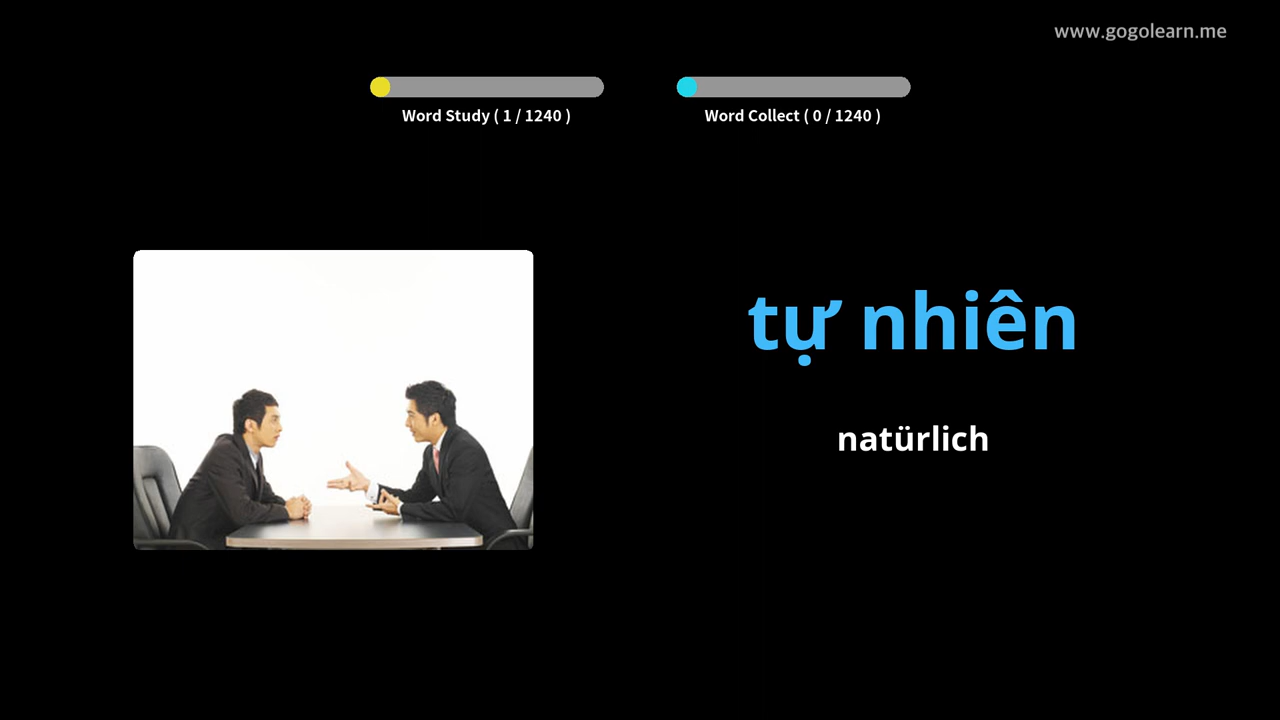 www.gogolearn.me
Word Study ( 1 / 1240 )
Word Collect ( 0 / 1240 )
tự nhiên
natürlich